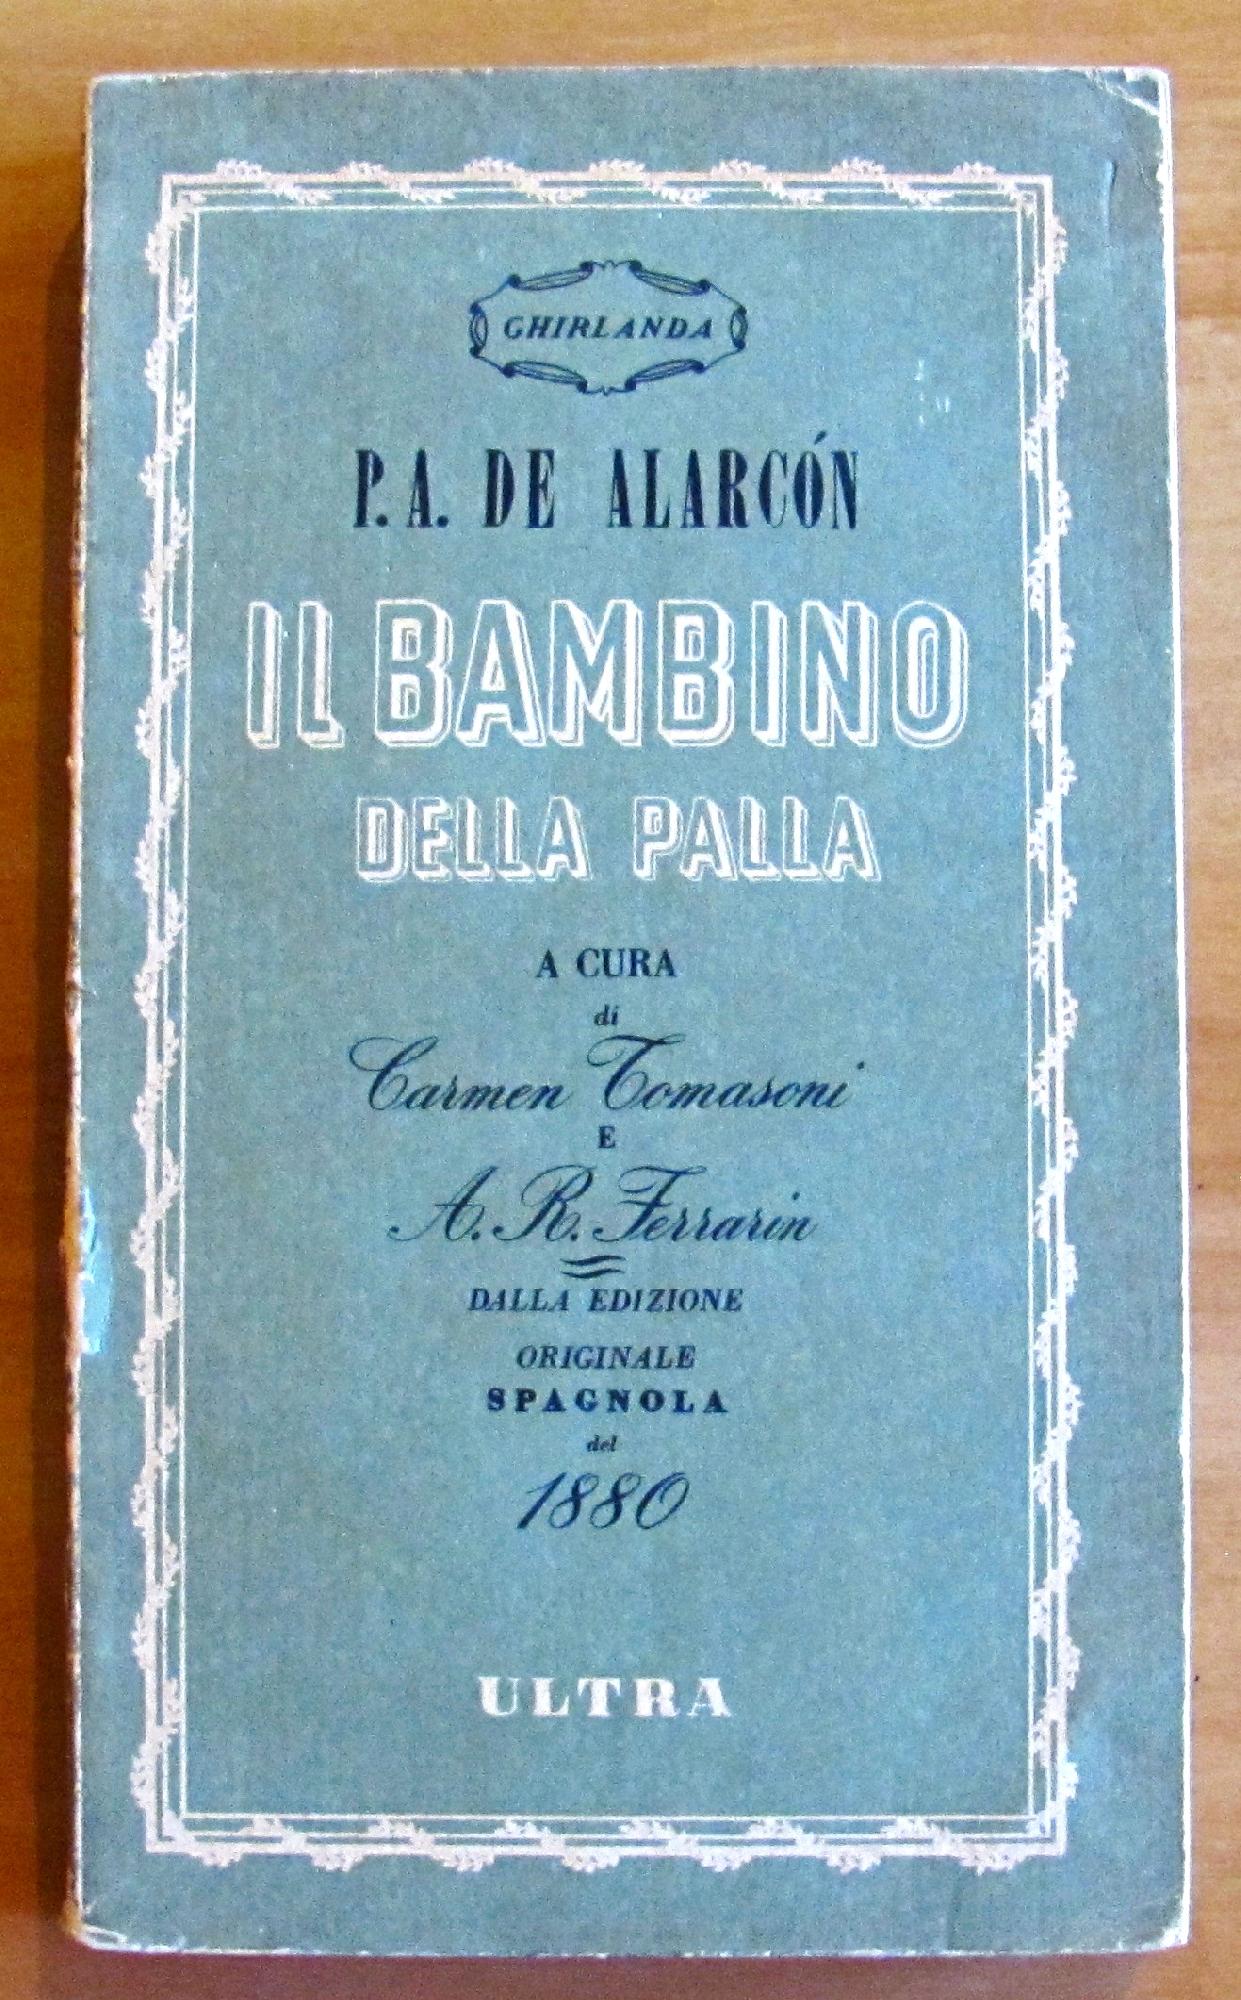 GHIRLANDA
P. A. DE ALARCÓN
IL BAMBINO
DELLA PALLA
A CURA
di
Carmen Tomasoni
E
A. R. Ferrarin
DALLA EDIZIONE
ORIGINALE
SPAGNOLA
del
1880
ULTRA